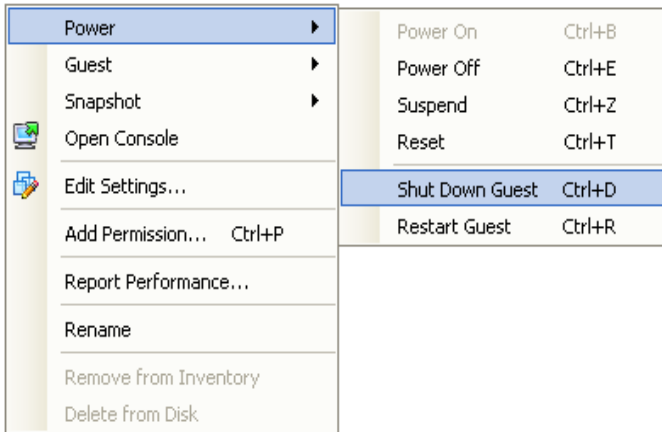 Power
Guest
Snapshot
Open Console
Edit Settings...
Add Permission... Ctrl+P
Report Performance...
Rename
Remove from Inventory
Delete from Disk
Power On Ctrl+B
Power Off Ctrl+E
Suspend Ctrl+Z
Reset Ctrl+T
Shut Down Guest Ctrl+D
Restart Guest Ctrl+R